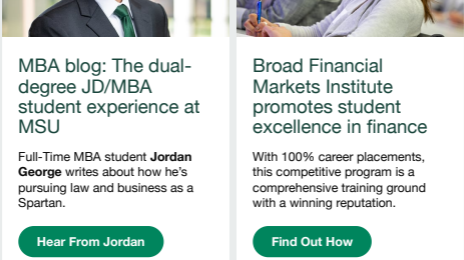 MBA blog: The dual-
degree JD/MBA
student experience at
MSU
Full-Time MBA student Jordan
George writes about how he's
pursuing law and business as a
Spartan.
Hear From Jordan
Broad Financial
Markets Institute
promotes student
excellence in finance
With 100% career placements,
this competitive program is a
comprehensive training ground
with a winning reputation.
Find Out How